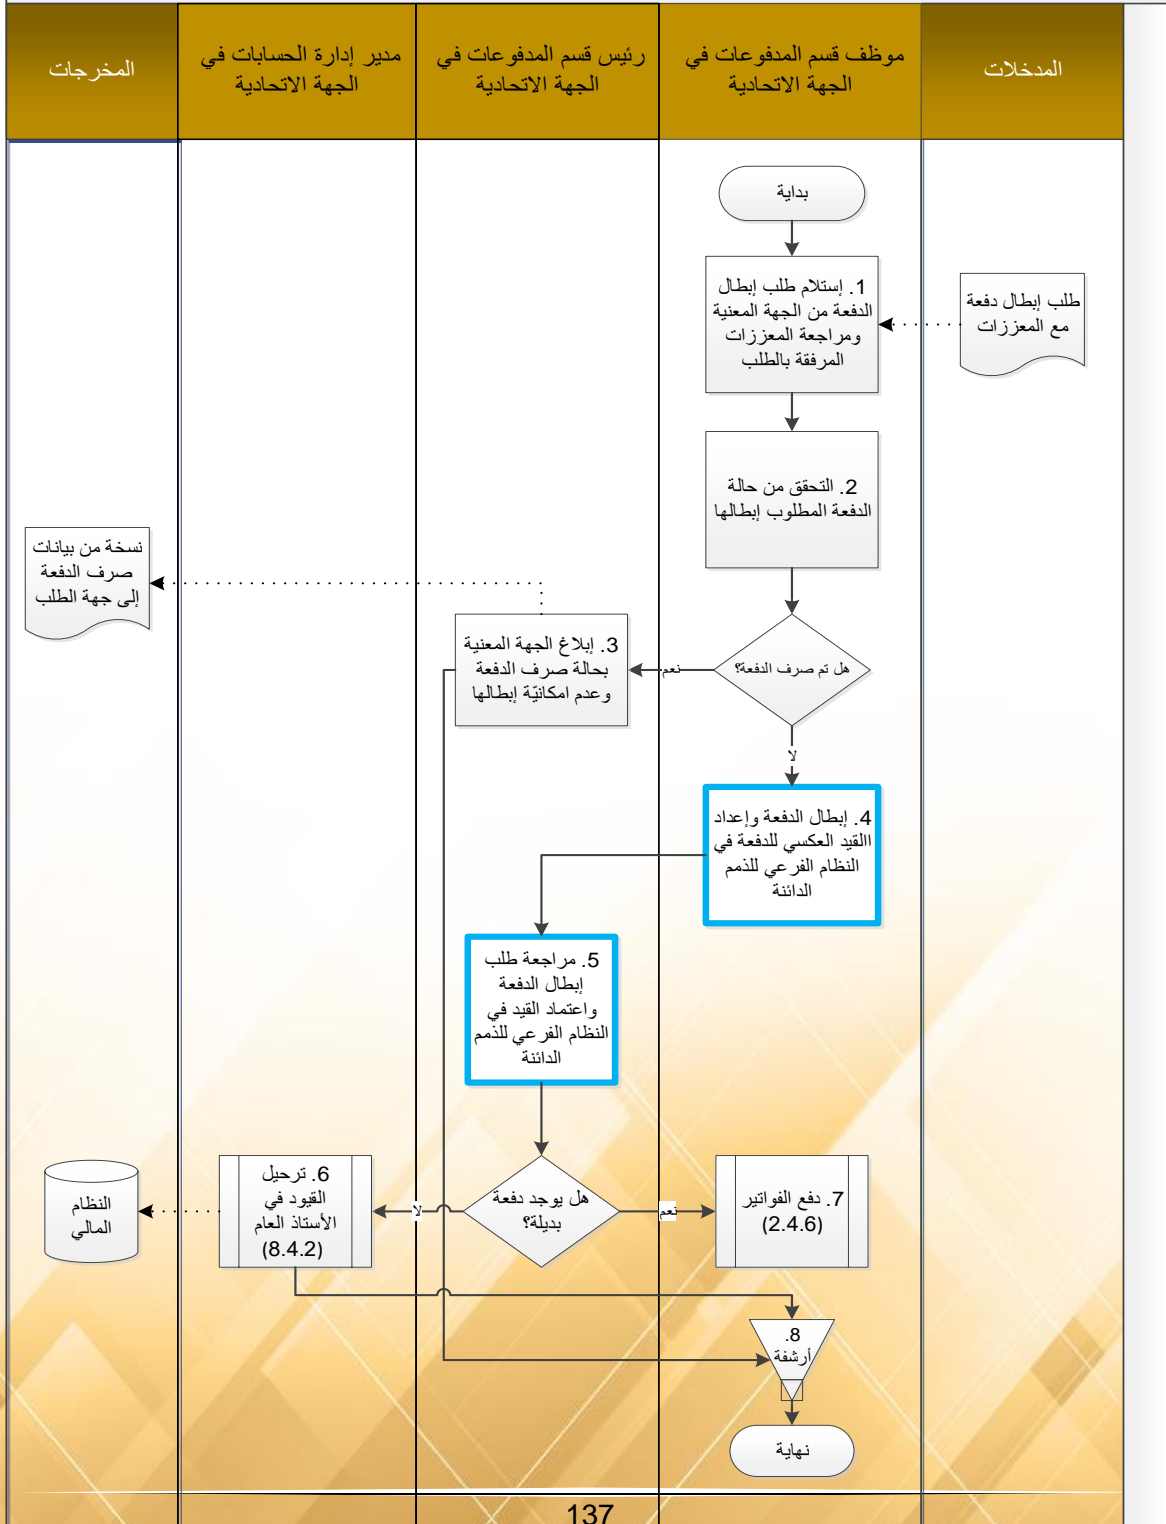 المدخلات
موظف قسم المدفوعات في
الجهة الاتحادية
رئيس قسم المدفوعات في
الجهة الاتحادية
مدير إدارة الحسابات في
الجهة الاتحادية
المخرجات
بداية
طلب إبطال دفعة
مع المعززات
1. إستلام طلب إبطال
الدفعة من الجهة المعنية
ومراجعة المعززات
المرفقة بالطلب
2. التحقق من حالة
الدفعة المطلوب إبطالها
نسخة من بيانات
صرف الدفعة
إلى جهة الطلب
هل تم صرف الدفعة؟
نعم
3. إبلاغ الجهة المعنية
بحالة صرف الدفعة
وعدم امكانيّة إبطالها
لا
4. إبطال الدفعة وإعداد
االقيد العكسي للدفعة في
النظام الفرعي للذمم
الدائنة
5. مراجعة طلب
إبطال الدفعة
واعتماد القيد في
النظام الفرعي للذمم
الدائنة
هل يوجد دفعة
بديلة؟
نعم
7. دفع الفواتير
(2.4.6)
لا
6. ترحيل
القيود في
الأستاذ العام
(8.4.2)
النظام
المالي
8.
أرشفة
نهاية
137